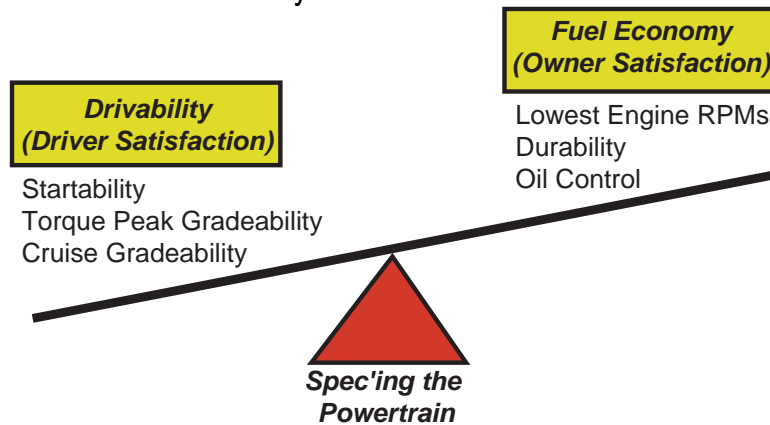 Drivability
(Driver Satisfaction)
Startability
Torque Peak Gradeability
Cruise Gradeability
Fuel Economy
(Owner Satisfaction)
Lowest Engine RPMs
Durability
Oil Control
Spec'ing the
Powertrain